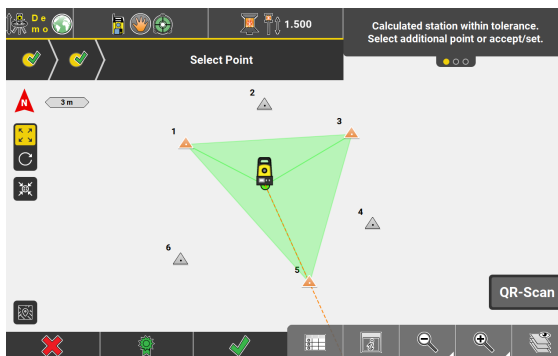 De
mo
1.500
Calculated station within tolerance.
Select additional point or accept/set.
Select Point
N
3 m
2
1
3
4
6
5
QR-Scan